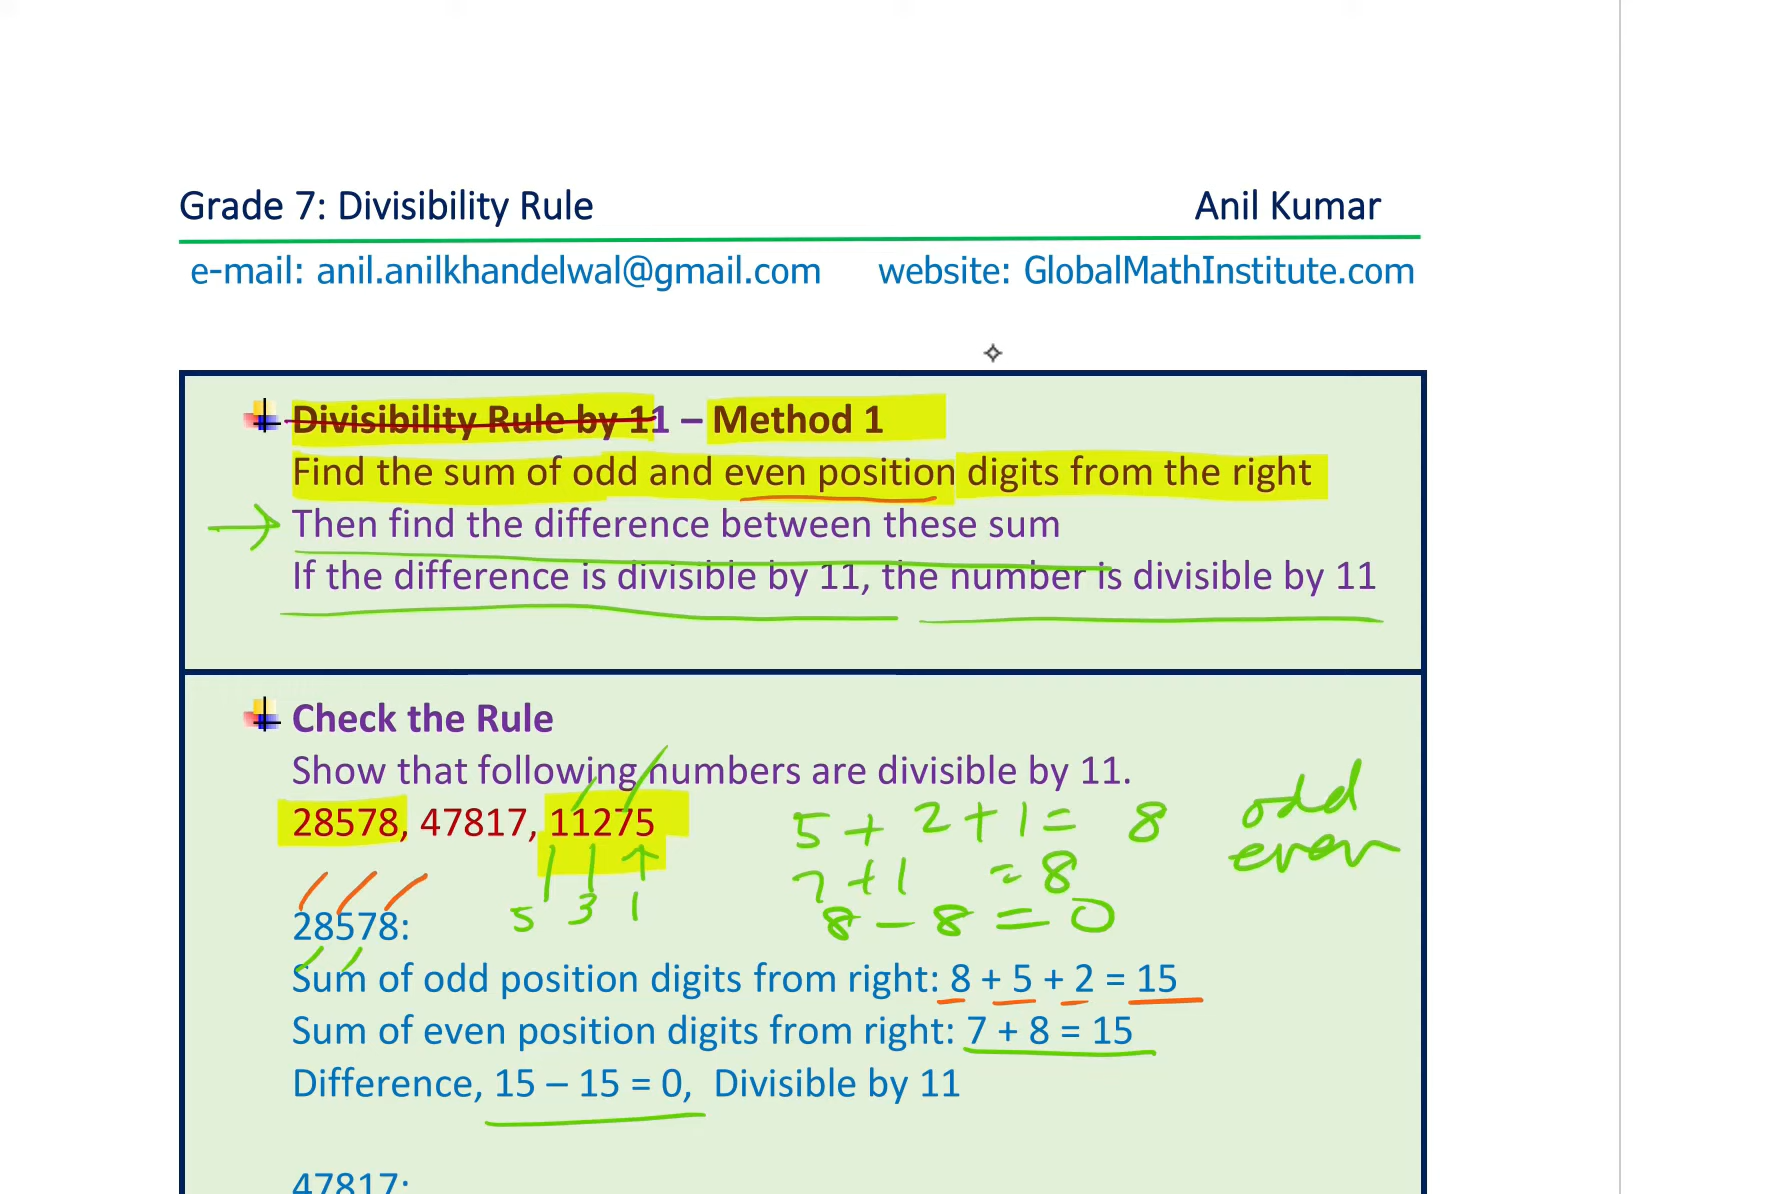 Grade 7: Divisibility Rule Anil Kumar
e-mail: anil.anilkhandelwal@gmail.com website: GlobalMathInstitute.com
Divisibility Rule by 11 – Method 1
Find the sum of odd and even position digits from the right
Then find the difference between these sum
If the difference is divisible by 11, the number is divisible by 11
Check the Rule
Show that following numbers are divisible by 11.
28578, 47817, 11275 5 + 2 + 1 = 8 odd
7 + 1 = 8 even
5 3 1 8 - 8 = 0
28578:
Sum of odd position digits from right: 8 + 5 + 2 = 15
Sum of even position digits from right: 7 + 8 = 15
Difference, 15 – 15 = 0, Divisible by 11
47817: